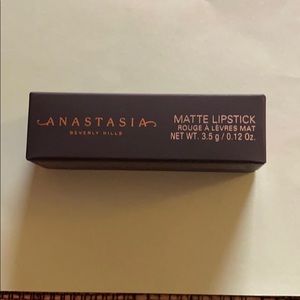 ANASTASIA
BEVERLY HILLS
MATTE LIPSTICK
ROUGE À LÈVRES MAT
NET WT. 3.5 g / 0.12 Oz.